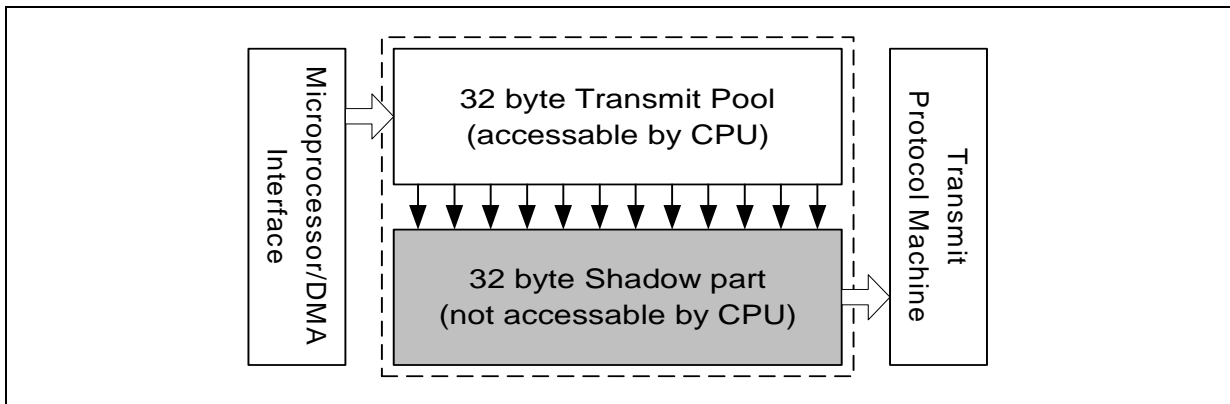 Microprocessor/DMA
Interface
32 byte Transmit Pool
(accessable by CPU)
32 byte Shadow part
(not accessable by CPU)
Transmit
Protocol Machine